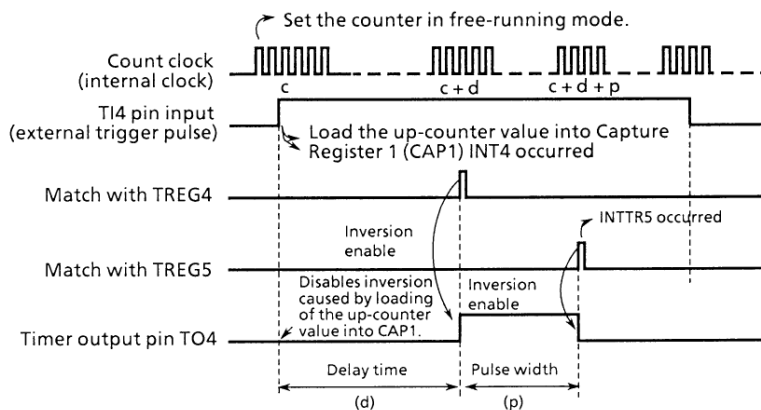 Set the counter in free-running mode.
Count clock
(internal clock)
c
c + d
c + d + p
TI4 pin input
(external trigger pulse)
Load the up-counter value into Capture
Register 1 (CAP1) INT4 occurred
Match with TREG4
INTTR5 occurred
Inversion
enable
Match with TREG5
Disables inversion
caused by loading
of the up-counter
value into CAP1.
Inversion
enable
Timer output pin TO4
Delay time
Pulse width
(d)
(p)